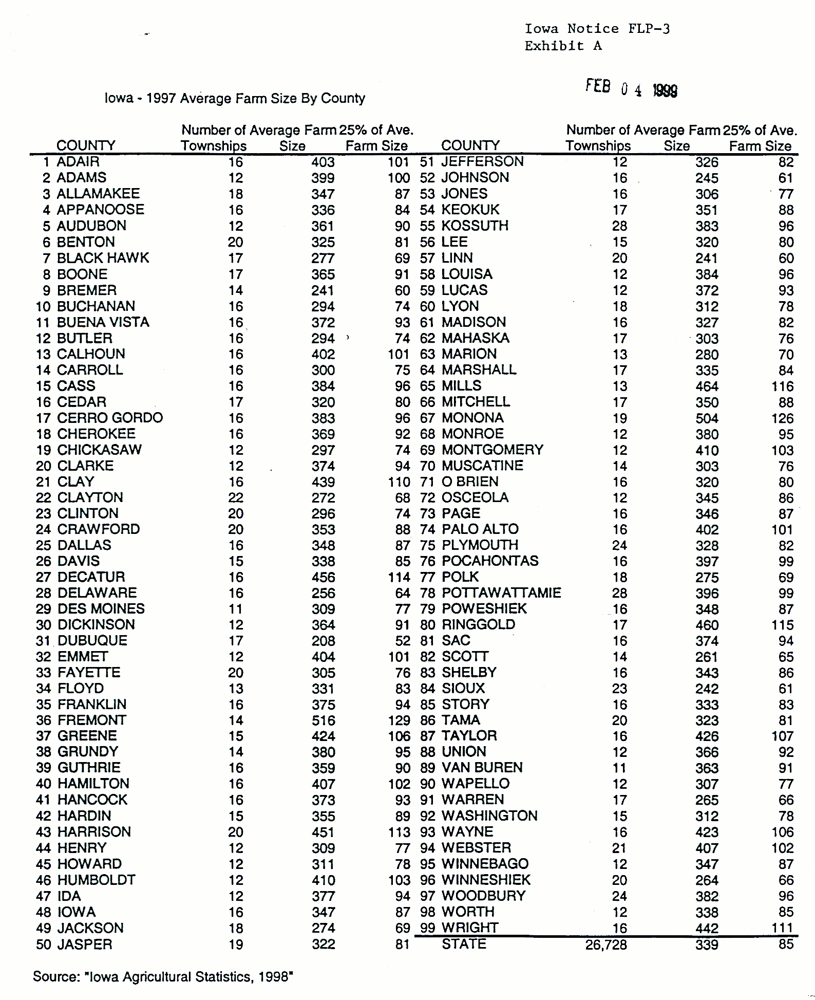 Iowa Notice FLP-3
Exhibit A
FEB 04 1999
Iowa - 1997 Average Farm Size By County
Number of Average Farm 25% of Ave. Number of Average Farm 25% of Ave.
COUNTY Townships Size Farm Size COUNTY Townships Size Farm Size
1 ADAIR 16 403 101 51 JEFFERSON 12 326 82
2 ADAMS 12 399 100 52 JOHNSON 16 245 61
3 ALLAMAKEE 18 347 87 53 JONES 16 306 77
4 APPANOOSE 16 336 84 54 KEOKUK 17 351 88
5 AUDUBON 12 361 90 55 KOSSUTH 28 383 96
6 BENTON 20 325 81 56 LEE 15 320 80
7 BLACK HAWK 17 277 69 57 LINN 20 241 60
8 BOONE 17 365 91 58 LOUISA 12 384 96
9 BREMER 14 241 60 59 LUCAS 12 372 93
10 BUCHANAN 16 294 74 60 LYON 18 312 78
11 BUENA VISTA 16 372 93 61 MADISON 16 327 82
12 BUTLER 16 294 74 62 MAHASKA 17 303 76
13 CALHOUN 16 402 101 63 MARION 13 280 70
14 CARROLL 16 300 75 64 MARSHALL 17 335 84
15 CASS 16 384 96 65 MILLS 13 464 116
16 CEDAR 17 320 80 66 MITCHELL 17 350 88
17 CERRO GORDO 16 383 96 67 MONONA 19 504 126
18 CHEROKEE 16 369 92 68 MONROE 12 380 95
19 CHICKASAW 12 297 74 69 MONTGOMERY 12 410 103
20 CLARKE 12 374 94 70 MUSCATINE 14 303 76
21 CLAY 16 439 110 71 O BRIEN 16 320 80
22 CLAYTON 22 272 68 72 OSCEOLA 12 345 86
23 CLINTON 20 296 74 73 PAGE 16 346 87
24 CRAWFORD 20 353 88 74 PALO ALTO 16 402 101
25 DALLAS 16 348 87 75 PLYMOUTH 24 328 82
26 DAVIS 15 338 85 76 POCAHONTAS 16 397 99
27 DECATUR 16 456 114 77 POLK 18 275 69
28 DELAWARE 16 256 64 78 POTTAWATTAMIE 28 396 99
29 DES MOINES 11 309 77 79 POWESHIEK 16 348 87
30 DICKINSON 12 364 91 80 RINGGOLD 17 460 115
31 DUBUQUE 17 208 52 81 SAC 16 374 94
32 EMMET 12 404 101 82 SCOTT 14 261 65
33 FAYETTE 20 305 76 83 SHELBY 16 343 86
34 FLOYD 13 331 83 84 SIOUX 23 242 61
35 FRANKLIN 16 375 94 85 STORY 16 333 83
36 FREMONT 14 516 129 86 TAMA 20 323 81
37 GREENE 15 424 106 87 TAYLOR 16 426 107
38 GRUNDY 14 380 95 88 UNION 12 366 92
39 GUTHRIE 16 359 90 89 VAN BUREN 11 363 91
40 HAMILTON 16 407 102 90 WAPELLO 12 307 77
41 HANCOCK 16 373 93 91 WARREN 17 265 66
42 HARDIN 15 355 89 92 WASHINGTON 15 312 78
43 HARRISON 20 451 113 93 WAYNE 16 423 106
44 HENRY 12 309 77 94 WEBSTER 21 407 102
45 HOWARD 12 311 78 95 WINNEBAGO 12 347 87
46 HUMBOLDT 12 410 103 96 WINNESHIEK 20 264 66
47 IDA 12 377 94 97 WOODBURY 24 382 96
48 IOWA 16 347 87 98 WORTH 12 338 85
49 JACKSON 18 274 69 99 WRIGHT 16 442 111
50 JASPER 19 322 81 STATE 26,728 339 85
Source: "Iowa Agricultural Statistics, 1998"